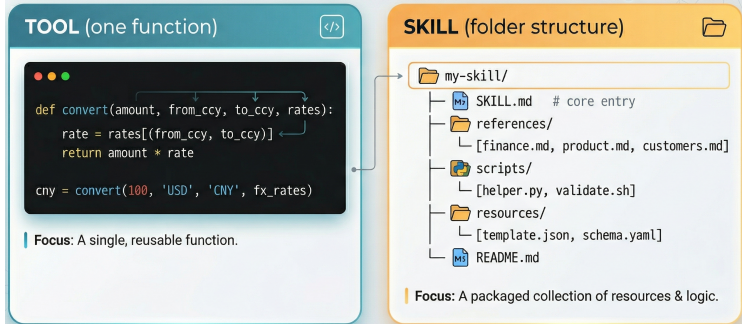 TOOL (one function)
</>
def convert(amount, from_ccy, to_ccy, rates):
rate = rates[(from_ccy, to_ccy)]
return amount * rate
cny = convert(100, 'USD', 'CNY', fx_rates)
Focus: A single, reusable function.
SKILL (folder structure)
my-skill/
SKILL.md # core entry
references/
[finance.md, product.md, customers.md]
scripts/
[helper.py, validate.sh]
resources/
[template.json, schema.yaml]
README.md
Focus: A packaged collection of resources & logic.